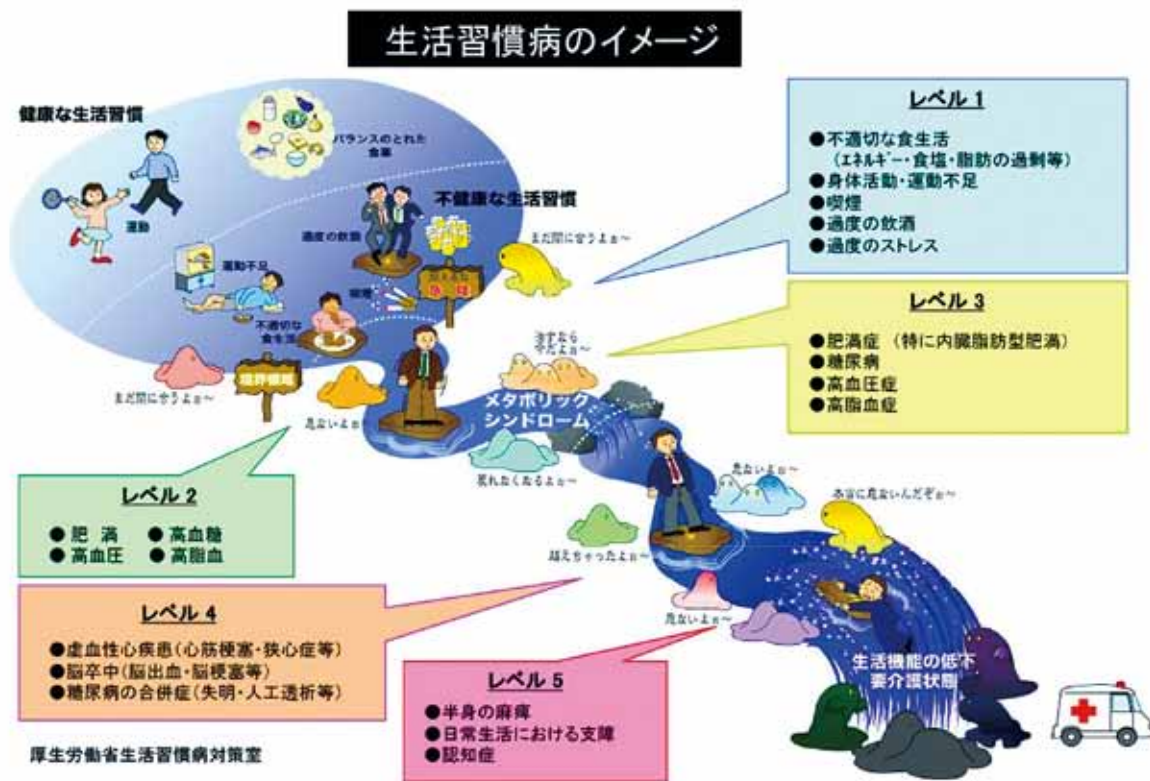 生活習慣病のイメージ
健康な生活習慣
バランスのとれた
食事
運動
不健康な生活習慣
過度の飲酒
運動不足
喫煙
不適切な
食生活
危険
まだ間に合うよぉ〜
境界領域
まだ間に合うよぉ〜
危ないよぉ〜
治すなら
今だよぉ〜
メタボリック
シンドローム
戻れなくなるよぉ〜
危ないよぉ〜
本当に危ないんだぞぉ〜
越えちゃったよぉ〜
危ないよぉ〜
生活機能の低下
要介護状態
レベル 1
●不適切な食生活
(エネルギー・食塩・脂肪の過剰等)
●身体活動・運動不足
●喫煙
●過度の飲酒
●過度のストレス
レベル 3
●肥満症 (特に内臓脂肪型肥満)
●糖尿病
●高血圧症
●高脂血症
レベル 2
● 肥 満 ● 高血糖
● 高血圧 ● 高脂血
レベル 4
●虚血性心疾患(心筋梗塞・狭心症等)
●脳卒中(脳出血・脳梗塞等)
●糖尿病の合併症(失明・人工透析等)
レベル 5
●半身の麻痺
●日常生活における支障
●認知症
厚生労働省生活習慣病対策室